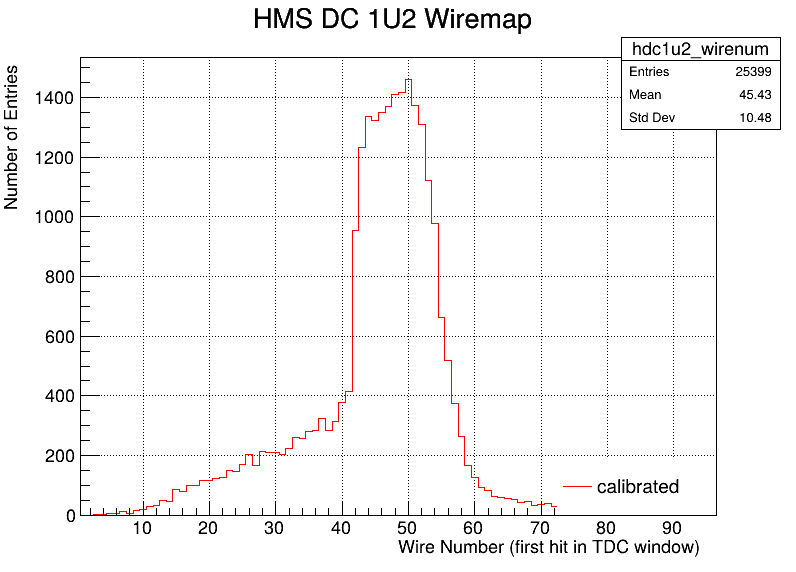 HMS DC 1U2 Wiremap
hdc1u2_wirenum
Entries 25399
Mean 45.43
Std Dev 10.48
Number of Entries
1400
1200
1000
800
600
400
200
0
10 20 30 40 50 60 70 80 90
calibrated
Wire Number (first hit in TDC window)